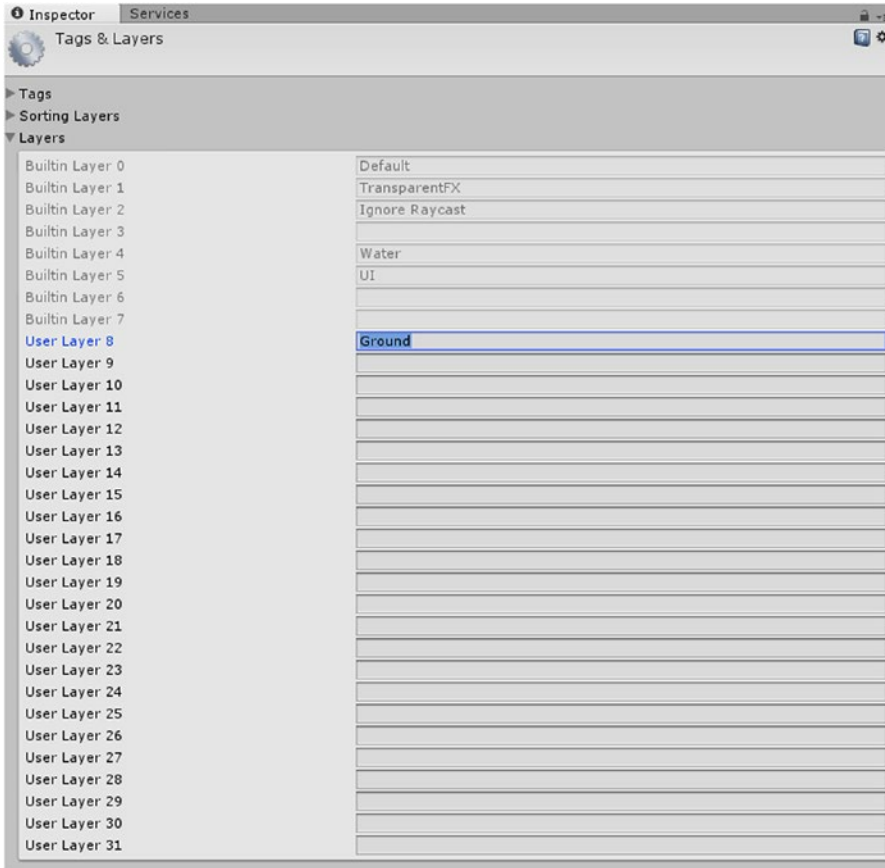 Inspector Services
Tags & Layers
Tags
Sorting Layers
Layers
Builtin Layer 0 Default
Builtin Layer 1 TransparentFX
Builtin Layer 2 Ignore Raycast
Builtin Layer 3
Builtin Layer 4 Water
Builtin Layer 5 UI
Builtin Layer 6
Builtin Layer 7
User Layer 8 Ground
User Layer 9
User Layer 10
User Layer 11
User Layer 12
User Layer 13
User Layer 14
User Layer 15
User Layer 16
User Layer 17
User Layer 18
User Layer 19
User Layer 20
User Layer 21
User Layer 22
User Layer 23
User Layer 24
User Layer 25
User Layer 26
User Layer 27
User Layer 28
User Layer 29
User Layer 30
User Layer 31